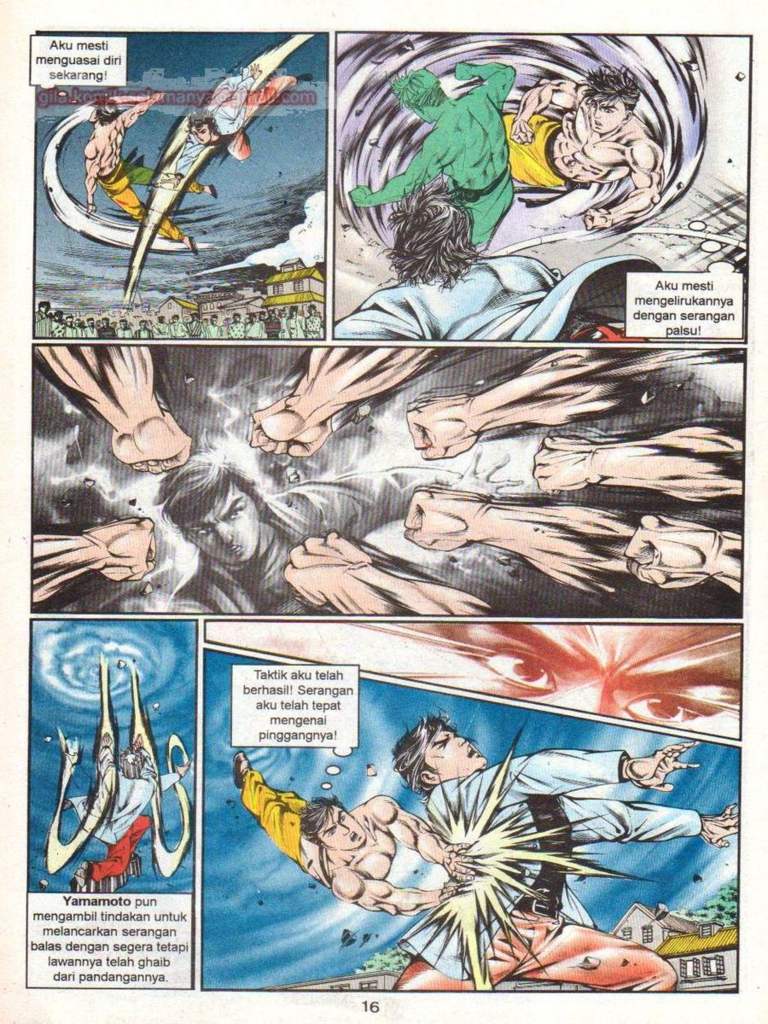 Aku mesti
menguasai diri
sekarang!
Aku mesti
mengelirukannya
dengan serangan
palsu!
Yamamoto pun
mengambil tindakan untuk
melancarkan serangan
balas dengan segera tetapi
lawannya telah ghaib
dari pandangannya.
Taktik aku telah
berhasil! Serangan
aku telah tepat
mengenai
pinggangnya!
16